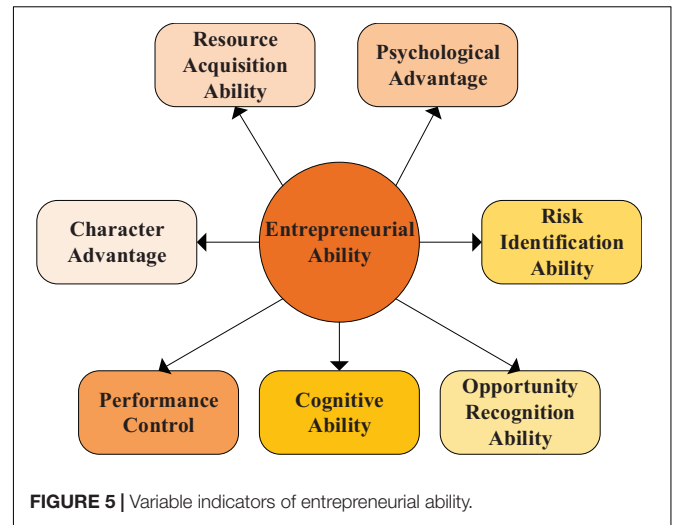 Resource
Acquisition
Ability
Psychological
Advantage
Character
Advantage
Entrepreneurial
Ability
Risk
Identification
Ability
Performance
Control
Cognitive
Ability
Opportunity
Recognition
Ability
FIGURE 5 | Variable indicators of entrepreneurial ability.